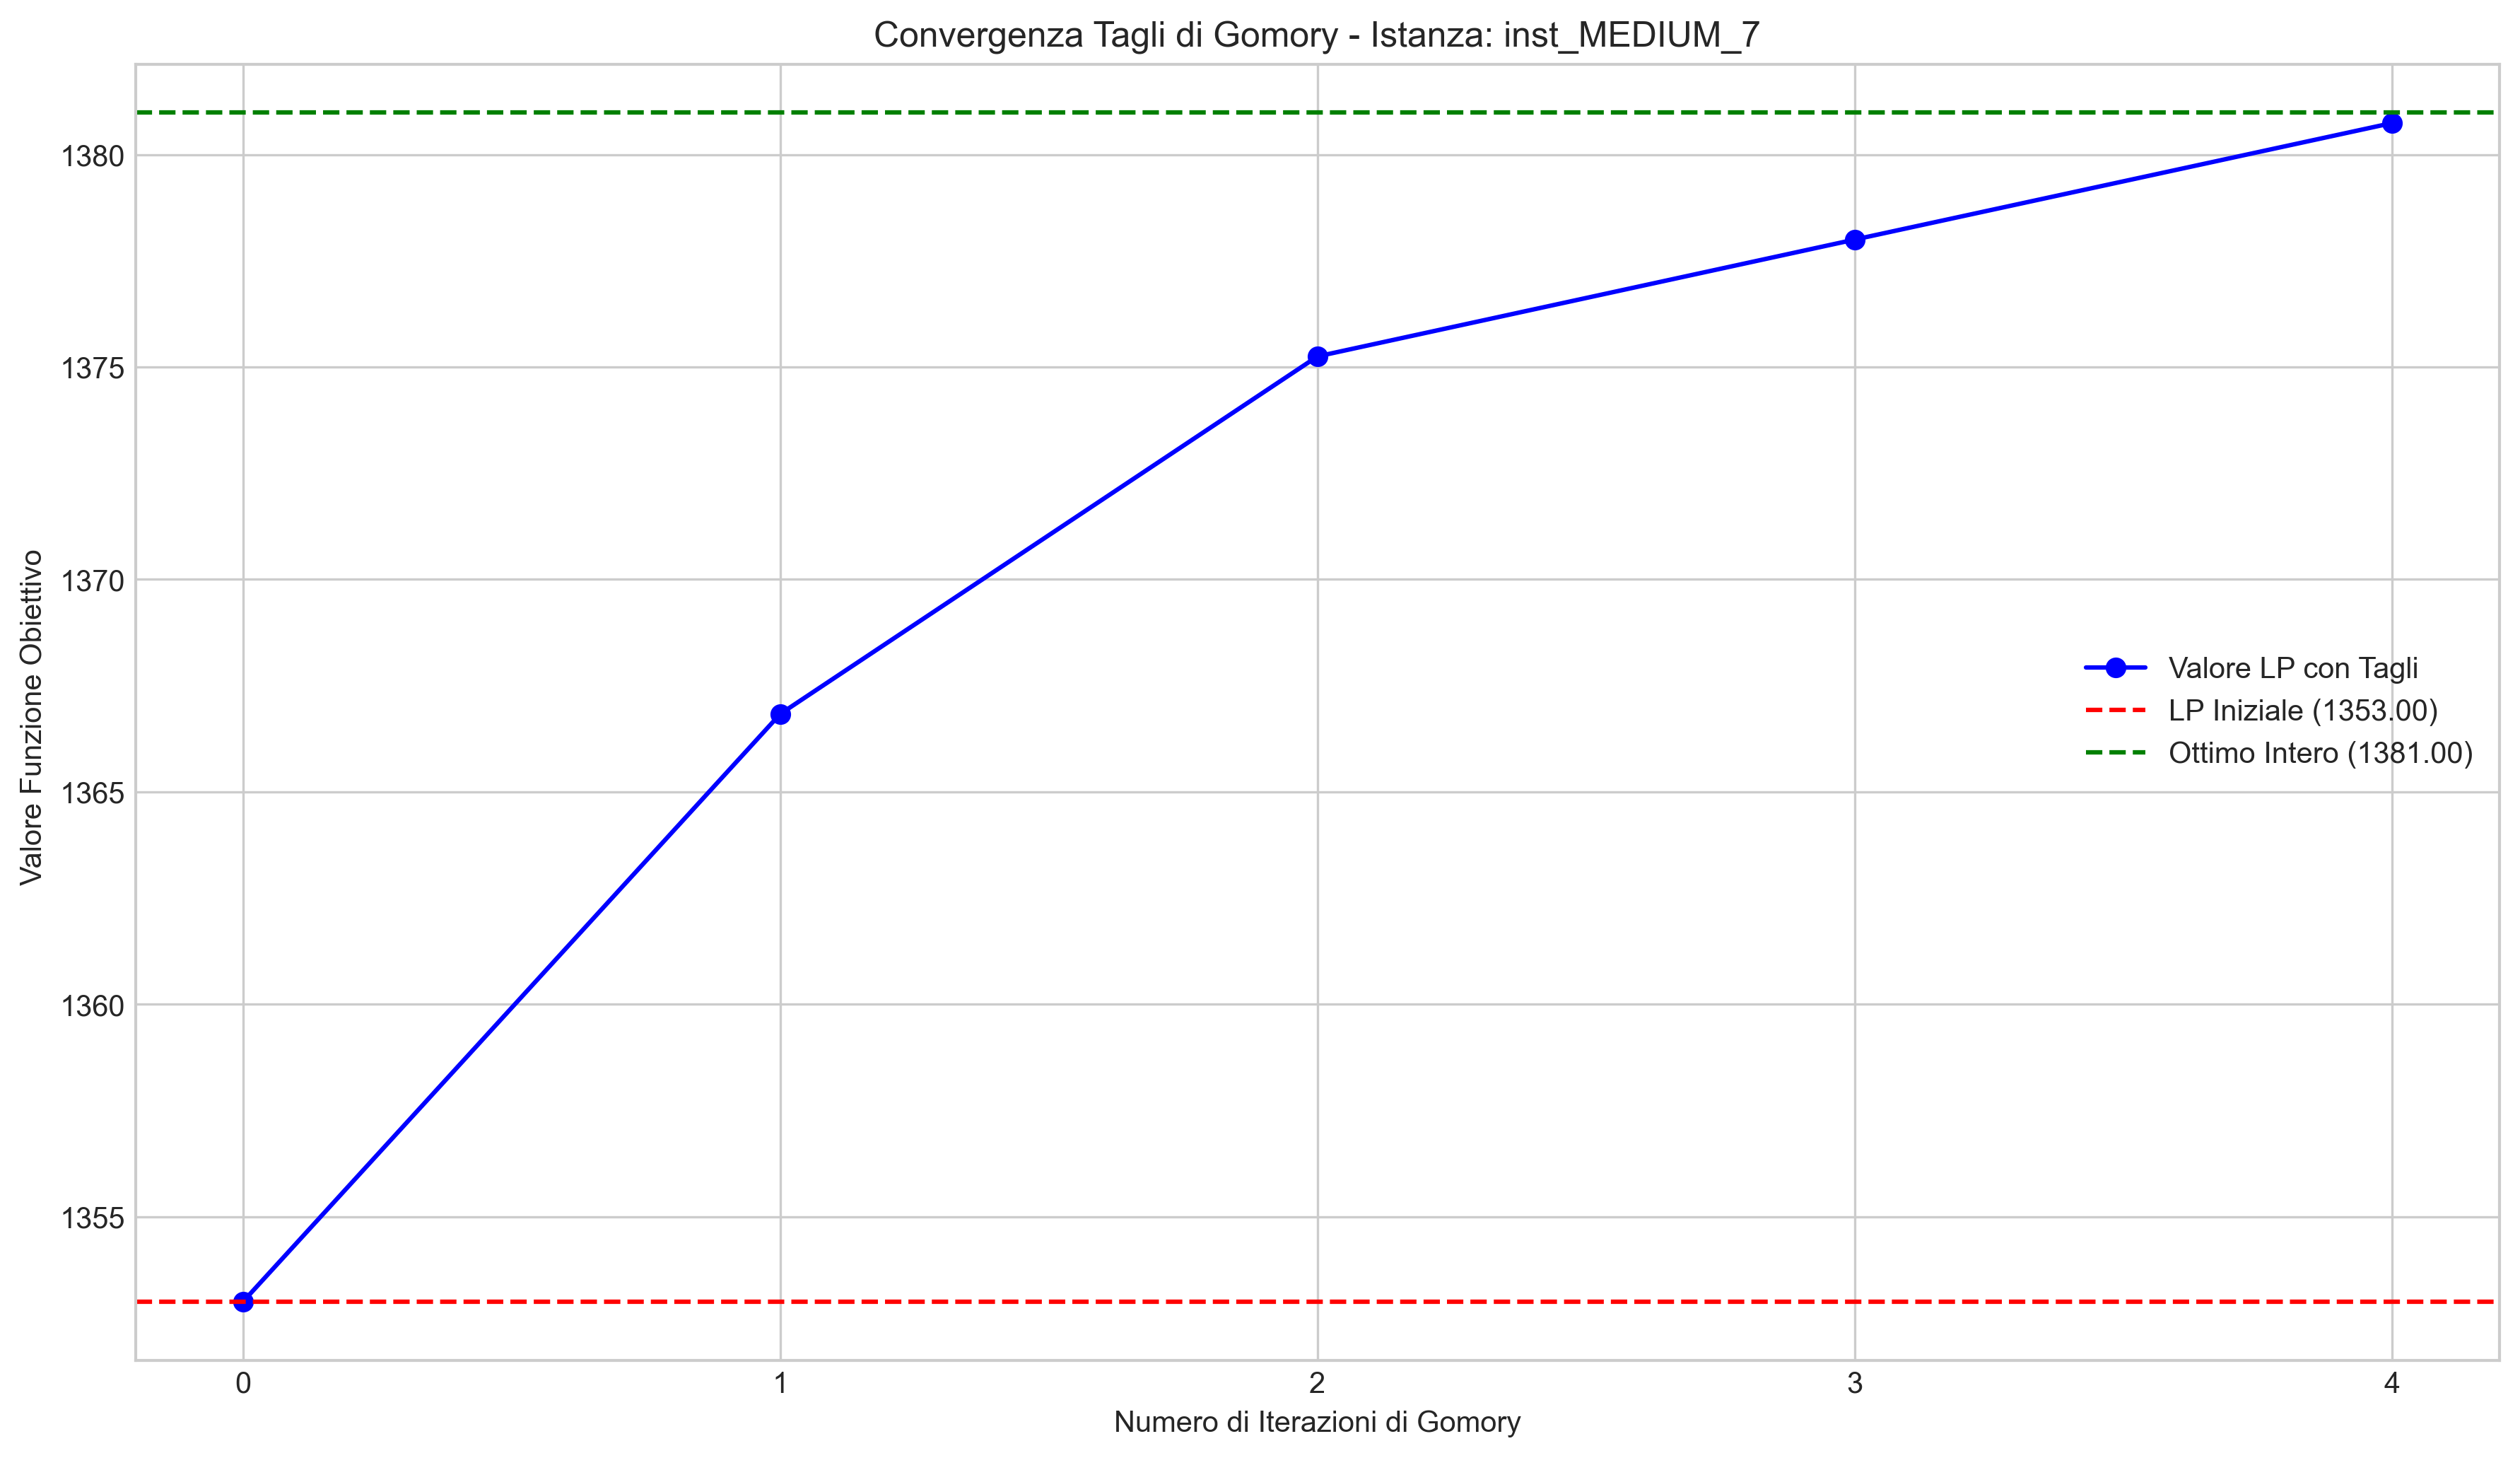 Convergenza Tagli di Gomory - Istanza: inst_MEDIUM_7
Valore Funzione Obiettivo
1380
1375
1370
1365
1360
1355
Valore LP con Tagli
LP Iniziale (1353.00)
Ottimo Intero (1381.00)
0 1 2 3 4
Numero di Iterazioni di Gomory